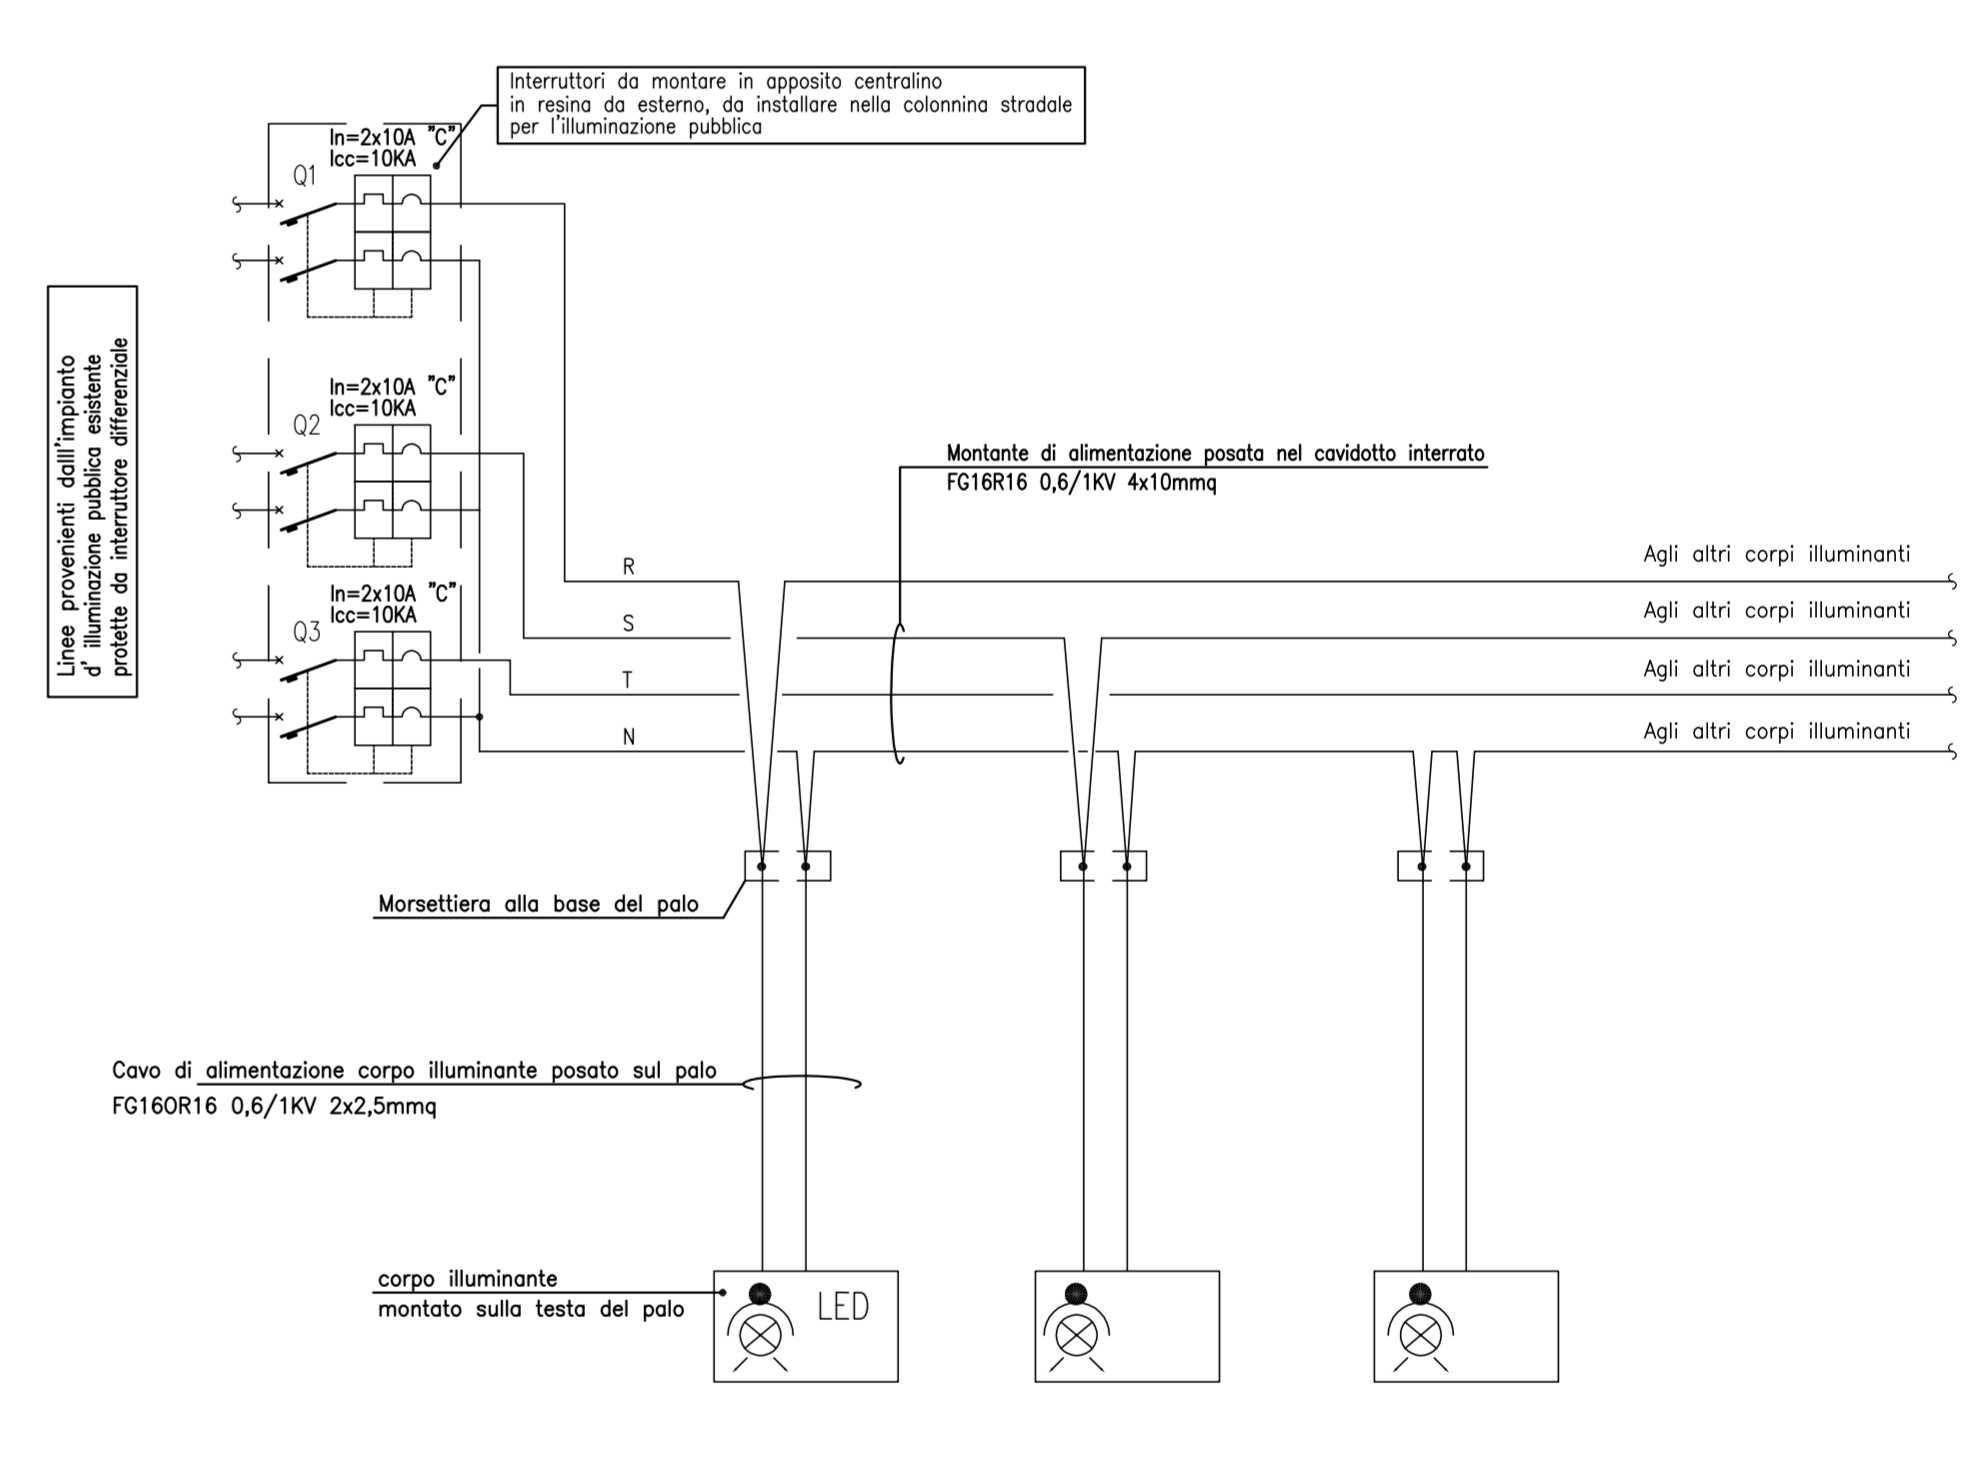 Interruttori da montare in apposito centralino
in resina da esterno, da installare nella colonnina stradale
per l'illuminazione pubblica
In=2x10A "C"
Icc=10KA
Q1
Linee provenienti dalll'impianto
d' illuminazione pubblica esistente
protette da interruttore differenziale
In=2x10A "C"
Icc=10KA
Q2
Montante di alimentazione posata nel cavidotto interrato
FG16R16 0,6/1KV 4x10mmq
In=2x10A "C"
Icc=10KA
Q3
R
Agli altri corpi illuminanti
S
Agli altri corpi illuminanti
T
Agli altri corpi illuminanti
N
Agli altri corpi illuminanti
Morsettiera alla base del palo
Cavo di alimentazione corpo illuminante posato sul palo
FG16OR16 0,6/1KV 2x2,5mmq
corpo illuminante
montato sulla testa del palo
LED